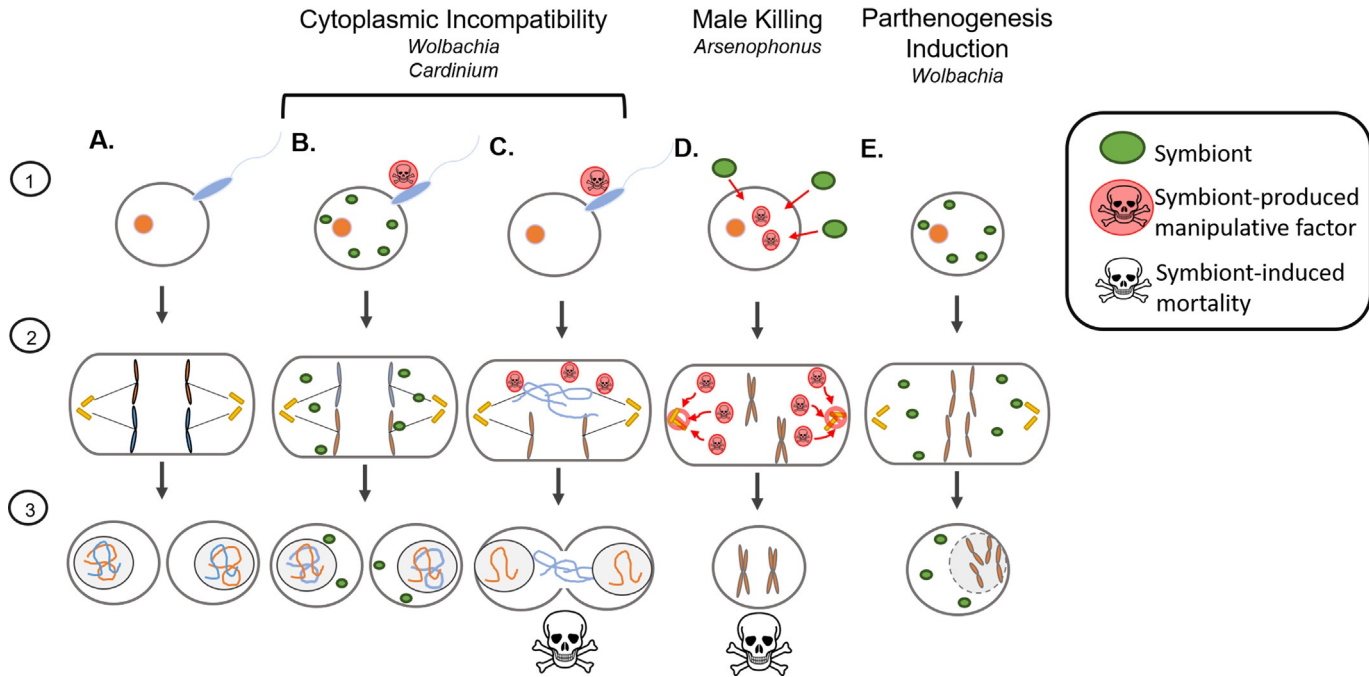 Cytoplasmic Incompatibility
Wolbachia
Cardinium
Male Killing
Arsenophonus
Parthenogenesis
Induction
Wolbachia
A.
B.
C.
D.
E.
1
2
3
Symbiont
Symbiont-produced
manipulative factor
Symbiont-induced
mortality